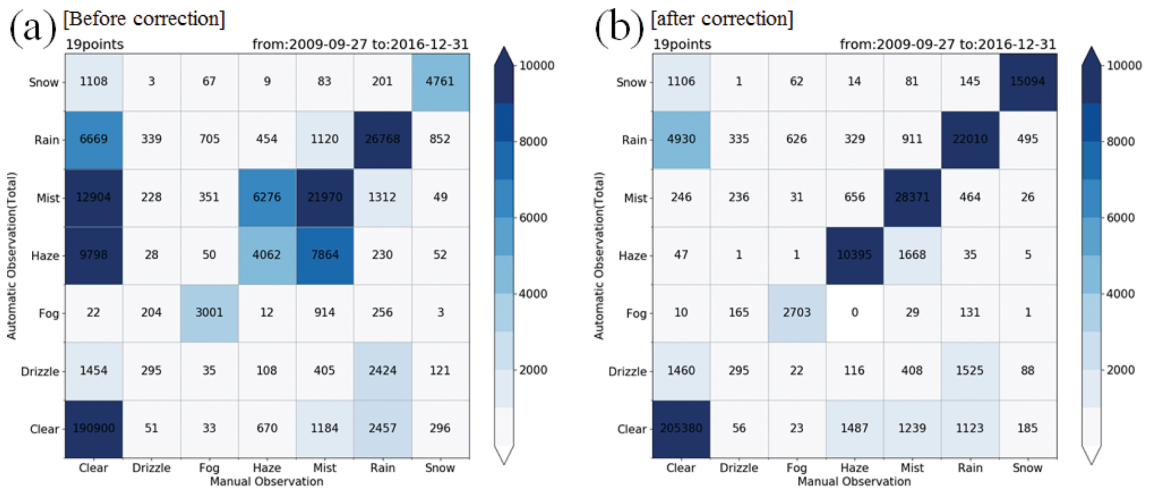 (a) [Before correction]
19points from:2009-09-27 to:2016-12-31
Automatic Observation(Total)
Snow 1108 3 67 9 83 201 4761
Rain 6669 339 705 454 1120 26768 852
Mist 12904 228 351 6276 21970 1312 49
Haze 9798 28 50 4062 7864 230 52
Fog 22 204 3001 12 914 256 3
Drizzle 1454 295 35 108 405 2424 121
Clear 190900 51 33 670 1184 2457 296
Clear Drizzle Fog Haze Mist Rain Snow
Manual Observation
10000
8000
6000
4000
2000
(b) [after correction]
19points from:2009-09-27 to:2016-12-31
Automatic Observation(Total)
Snow 1106 1 62 14 81 145 15094
Rain 4930 335 626 329 911 22010 495
Mist 246 236 31 656 28371 464 26
Haze 47 1 1 10395 1668 35 5
Fog 10 165 2703 0 29 131 1
Drizzle 1460 295 22 116 408 1525 88
Clear 205380 56 23 1487 1239 1123 185
Clear Drizzle Fog Haze Mist Rain Snow
Manual Observation
10000
8000
6000
4000
2000